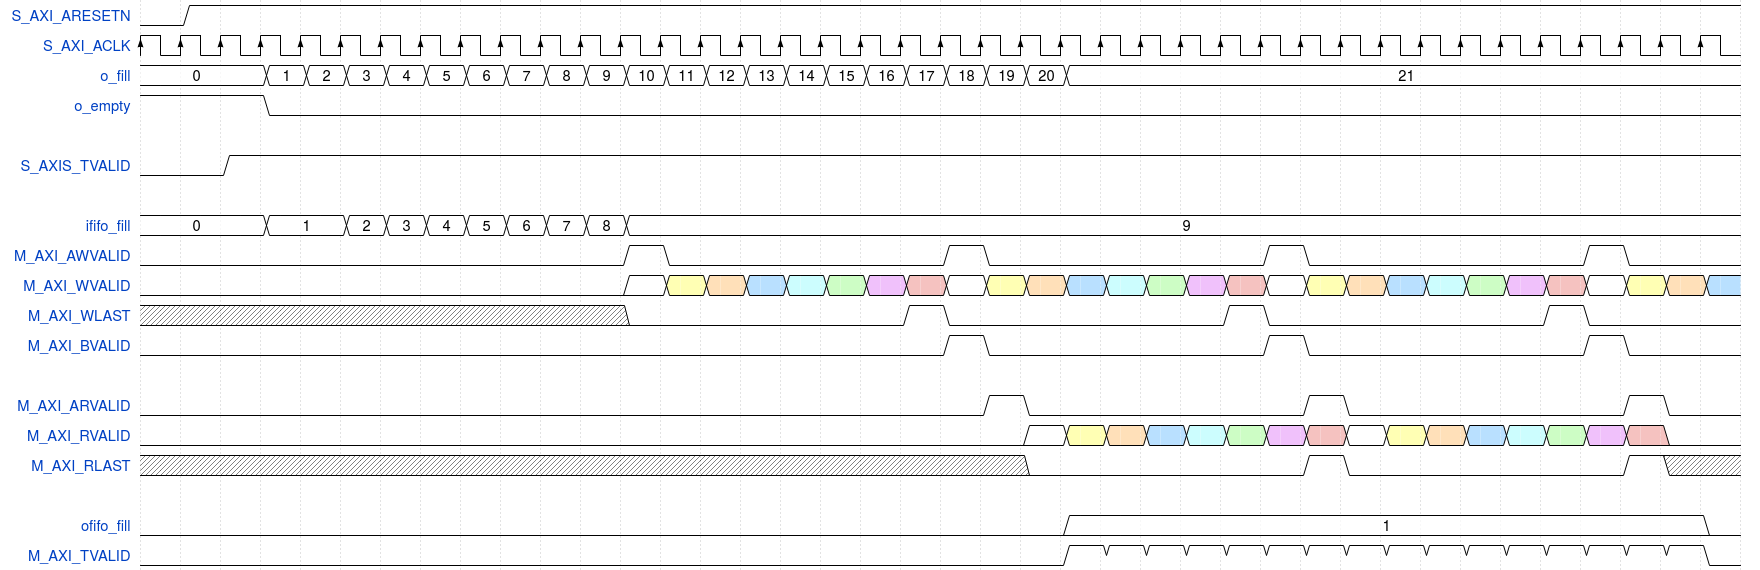 S_AXI_ARESETN
S_AXI_ACLK
o_fill 0 1 2 3 4 5 6 7 8 9 10 11 12 13 14 15 16 17 18 19 20 21
o_empty
S_AXIS_TVALID
ififo_fill 0 1 2 3 4 5 6 7 8 9
M_AXI_AWVALID
M_AXI_WVALID
M_AXI_WLAST
M_AXI_BVALID
M_AXI_ARVALID
M_AXI_RVALID
M_AXI_RLAST
ofifo_fill 1
M_AXI_TVALID